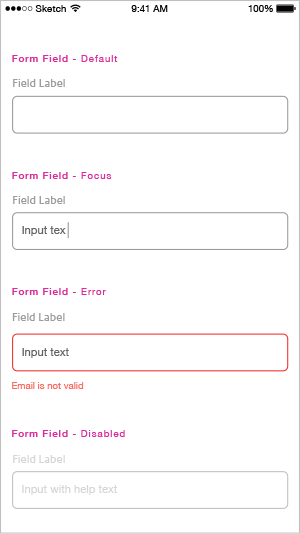 Sketch 9:41 AM 100%
Form Field - Default
Field Label
Form Field - Focus
Field Label
Input tex
Form Field - Error
Field Label
Input text
Email is not valid
Form Field - Disabled
Field Label
Input with help text